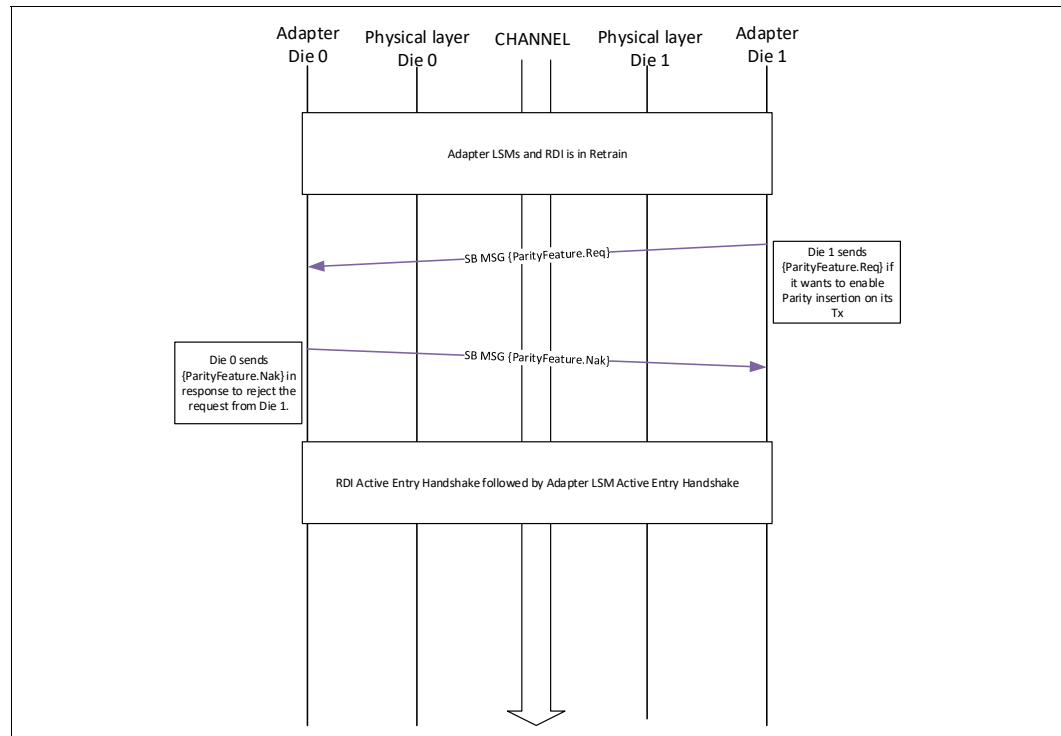 Adapter
Die 0
Physical layer
Die 0
CHANNEL
Physical layer
Die 1
Adapter
Die 1
Adapter LSMs and RDI is in Retrain
SB MSG {ParityFeature.Req}
Die 1 sends
{ParityFeature.Req} if
it wants to enable
Parity insertion on its
Tx
SB MSG {ParityFeature.Nak}
Die 0 sends
{ParityFeature.Nak} in
response to reject the
request from Die 1.
RDI Active Entry Handshake followed by Adapter LSM Active Entry Handshake